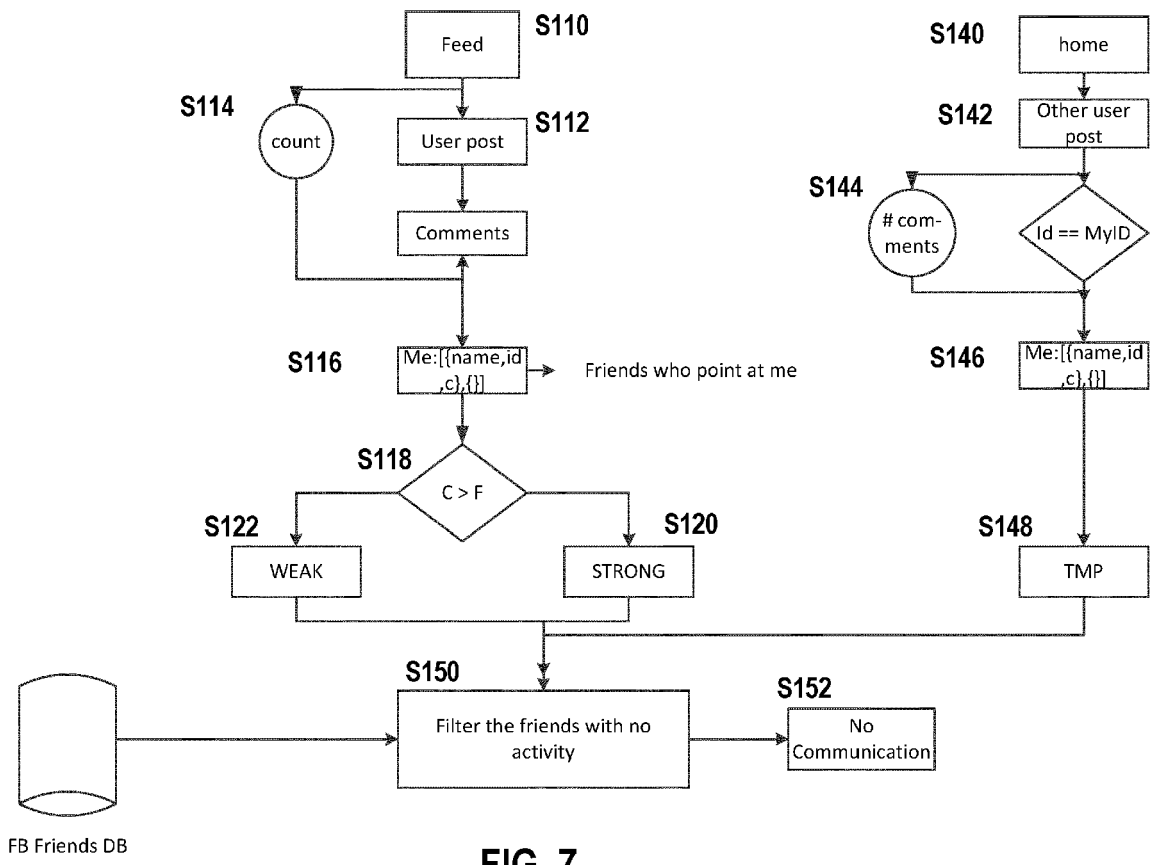 S110
Feed
S114
count
S112
User post
Comments
S116
Me:[{name,id
,c},{}]
Friends who point at me
S118
C > F
S122
WEAK
S120
STRONG
S140
home
S142
Other user
post
S144
# com-
ments
Id == MyID
S146
Me:[{name,id
,c},{}]
S148
TMP
S150
Filter the friends with no
activity
S152
No
Communication
FB Friends DB
FIG. 7